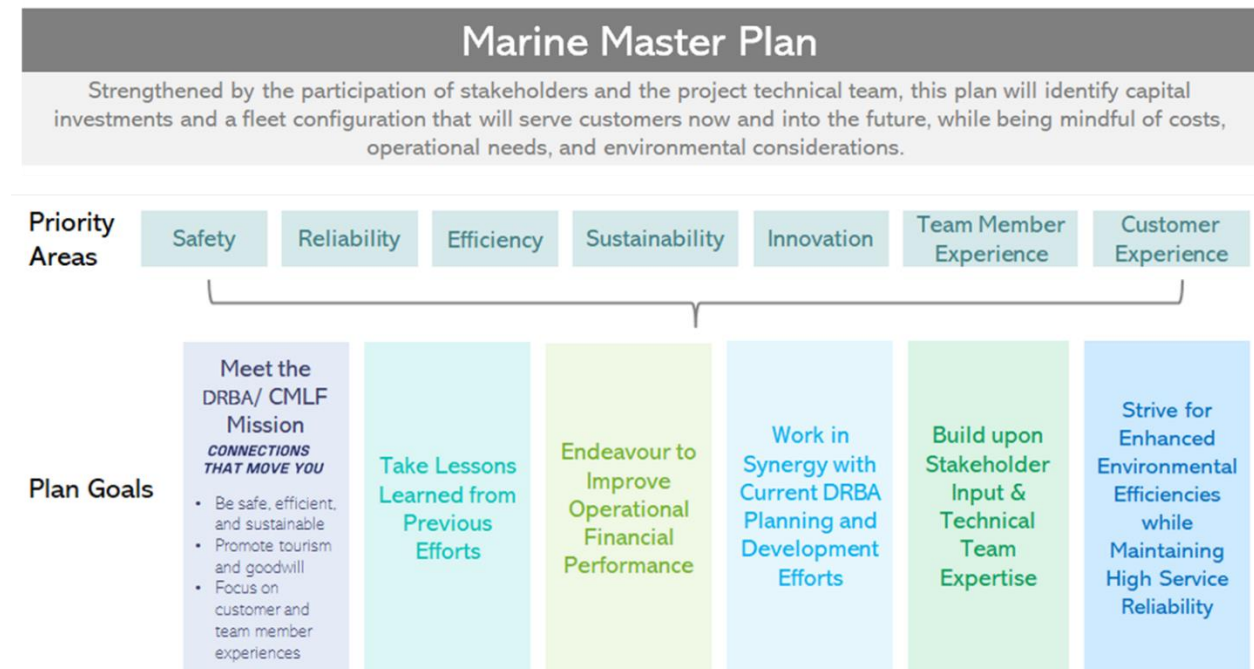 Marine Master Plan
Strengthened by the participation of stakeholders and the project technical team, this plan will identify capital
investments and a fleet configuration that will serve customers now and into the future, while being mindful of costs,
operational needs, and environmental considerations.
Priority
Areas
Safety
Reliability
Efficiency
Sustainability
Innovation
Team Member
Experience
Customer
Experience
Plan Goals
Meet the
DRBA/ CMLF
Mission
CONNECTIONS
THAT MOVE YOU
• Be safe, efficient,
and sustainable
• Promote tourism
and goodwill
• Focus on
customer and
team member
experiences
Take Lessons
Learned from
Previous
Efforts
Endeavour to
Improve
Operational
Financial
Performance
Work in
Synergy with
Current DRBA
Planning and
Development
Efforts
Build upon
Stakeholder
Input &
Technical
Team
Expertise
Strive for
Enhanced
Environmental
Efficiencies
while
Maintaining
High Service
Reliability